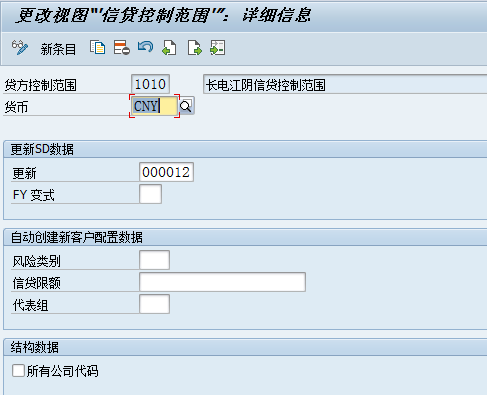 更改视图"'信贷控制范围'": 详细信息
新条目
贷方控制范围 1010 长电江阴信贷控制范围
货币 CNY
更新SD数据
更新 000012
FY 变式
自动创建新客户配置数据
风险类别
信贷限额
代表组
结构数据
所有公司代码